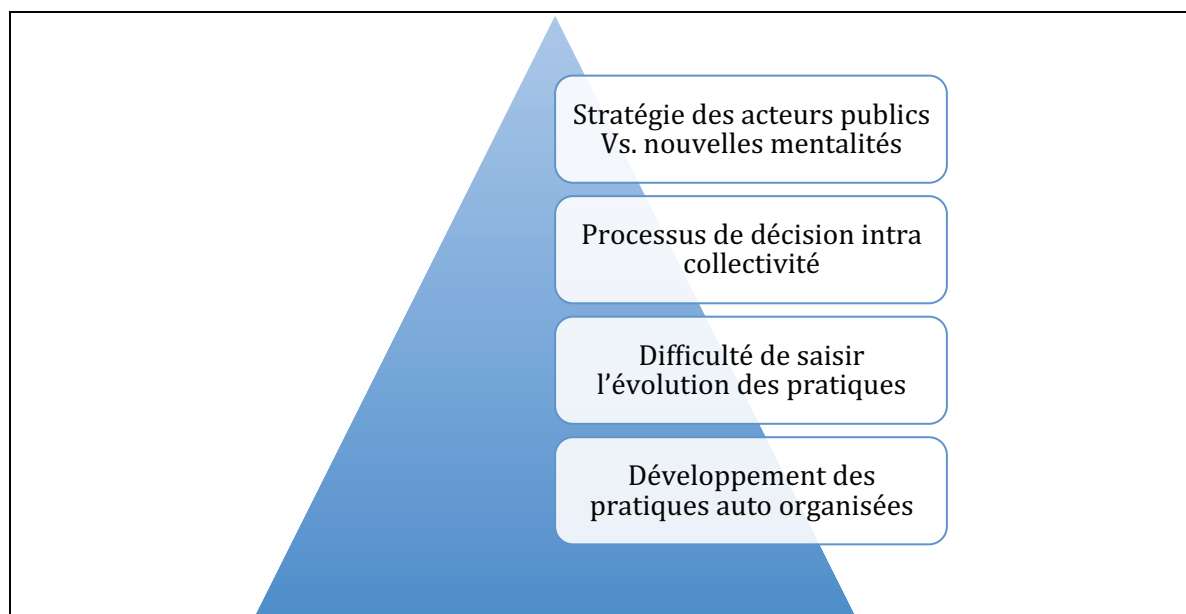 Stratégie des acteurs publics
Vs. nouvelles mentalités
Processus de décision intra
collectivité
Difficulté de saisir
l’évolution des pratiques
Développement des
pratiques auto organisées